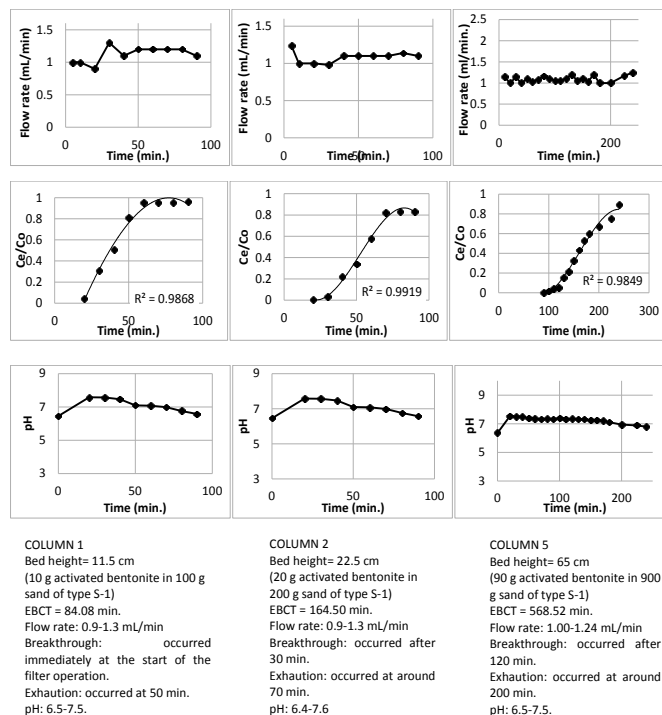 Flow rate (mL/min)
1.5
1
0.5
0
0 50 100
Time (min.)
Flow rate (mL/min)
1.5
1
0.5
0
0 50 100
Time (min.)
Flow rate (mL/min.)
2.5
2
1.5
1
0.5
0
0 200
Time (min.)
Ce/Co
1
0.8
0.6
0.4
0.2
0
R² = 0.9868
0 50 100
Time (min.)
Ce/Co
1
0.8
0.6
0.4
0.2
0
R² = 0.9919
0 50 100
Time (min.)
Ce/Co
1
0.8
0.6
0.4
0.2
0
R² = 0.9849
0 100 200 300
Time (min.)
pH
9
7
5
3
0 50 100
Time (min.)
pH
9
7
5
3
0 50 100
Time (min.)
pH
9
7
5
3
0 100 200
Time (min.)
COLUMN 1
Bed height= 11.5 cm
(10 g activated bentonite in 100 g
sand of type S-1)
EBCT = 84.08 min.
Flow rate: 0.9-1.3 mL/min
Breakthrough: occurred
immediately at the start of the
filter operation.
Exhaution: occurred at 50 min.
pH: 6.5-7.5.
COLUMN 2
Bed height= 22.5 cm
(20 g activated bentonite in
200 g sand of type S-1)
EBCT = 164.50 min.
Flow rate: 0.9-1.3 mL/min
Breakthrough: occurred after
30 min.
Exhaution: occurred at around
70 min.
pH: 6.4-7.6
COLUMN 5
Bed height= 65 cm
(90 g activated bentonite in 900
g sand of type S-1)
EBCT = 568.52 min.
Flow rate: 1.00-1.24 mL/min
Breakthrough: occurred after
120 min.
Exhaution: occurred at around
200 min.
pH: 6.5-7.5.